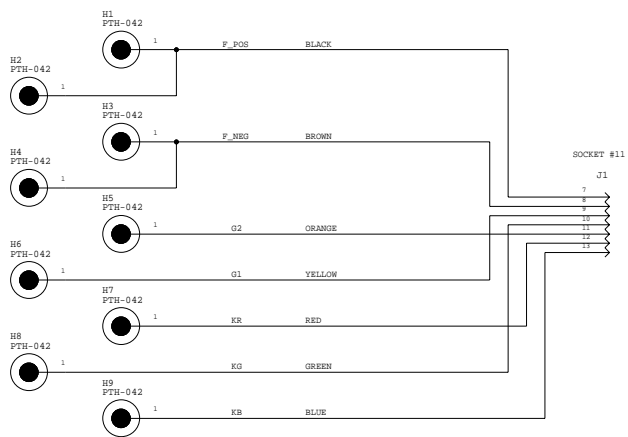 H1
PTH-042
1
F_POS BLACK
H2
PTH-042
1
H3
PTH-042
1
F_NEG BROWN
H4
PTH-042
1
SOCKET #11
J1
7
8
9
10
11
12
13
H5
PTH-042
1
G2 ORANGE
H6
PTH-042
1
G1 YELLOW
H7
PTH-042
1
KR RED
H8
PTH-042
1
KG GREEN
H9
PTH-042
1
KB BLUE